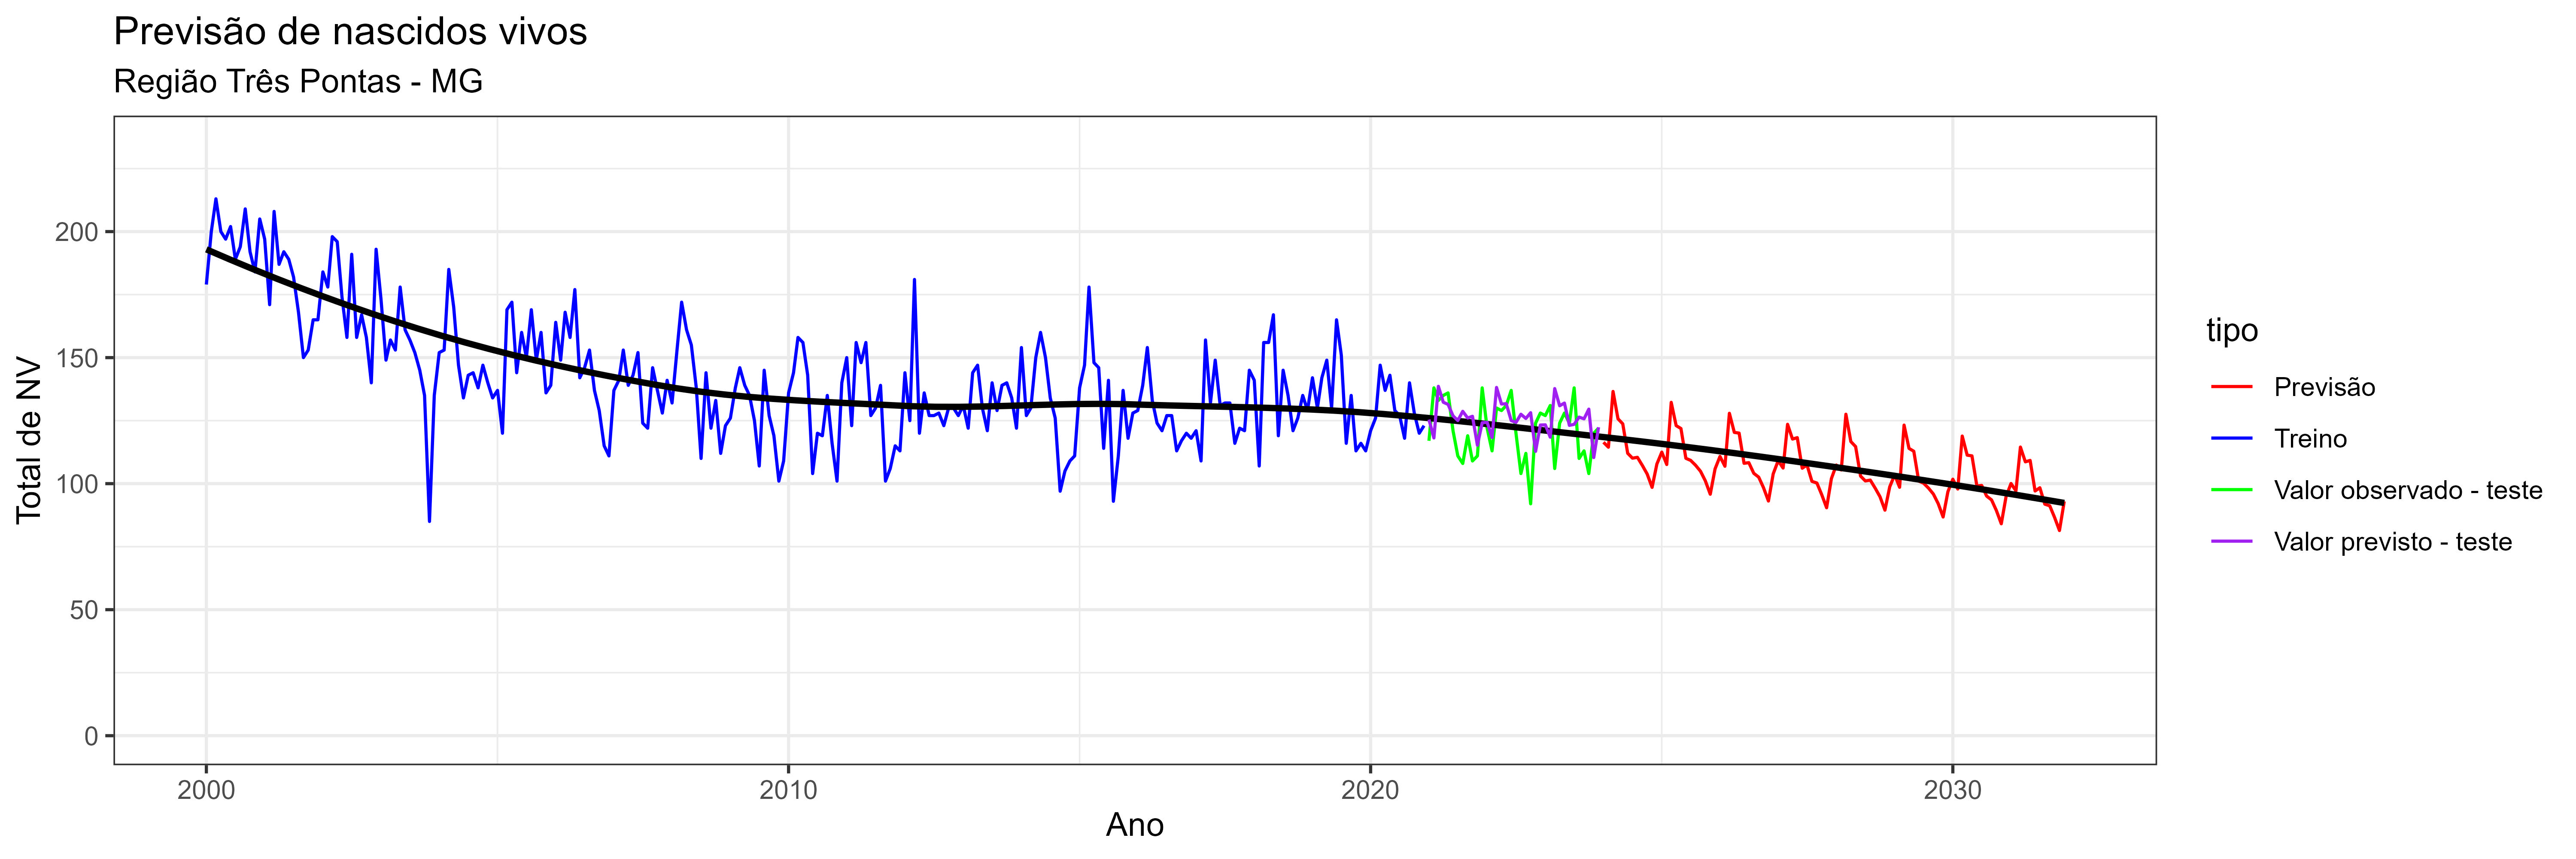 Previsão de nascidos vivos
Região Três Pontas - MG
Total de NV
200
150
100
50
0
2000
2010
2020
2030
Ano
tipo
Previsão
Treino
Valor observado - teste
Valor previsto - teste